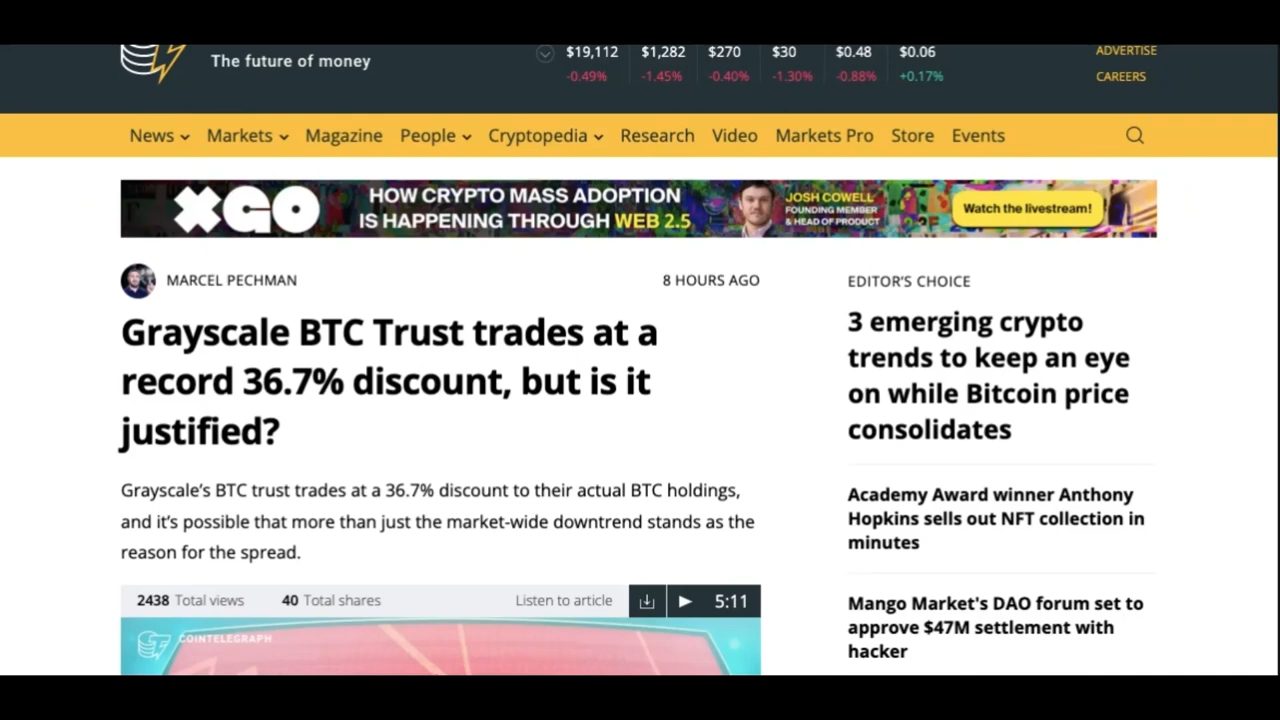 The future of money
$19,112 $1,282 $270 $30 $0.48 $0.06
-0.49% -1.45% -0.40% -1.30% -0.88% +0.17%
ADVERTISE
CAREERS
News Markets Magazine People Cryptopedia Research Video Markets Pro Store Events
XGO
HOW CRYPTO MASS ADOPTION
IS HAPPENING THROUGH WEB 2.5
JOSH COWELL
FOUNDING MEMBER
& HEAD OF PRODUCT
Watch the livestream!
MARCEL PECHMAN
8 HOURS AGO
Grayscale BTC Trust trades at a
record 36.7% discount, but is it
justified?
Grayscale's BTC trust trades at a 36.7% discount to their actual BTC holdings,
and it's possible that more than just the market-wide downtrend stands as the
reason for the spread.
2438 Total views 40 Total shares Listen to article 5:11
COINTELEGRAPH
EDITOR'S CHOICE
3 emerging crypto
trends to keep an eye
on while Bitcoin price
consolidates
Academy Award winner Anthony
Hopkins sells out NFT collection in
minutes
Mango Market's DAO forum set to
approve $47M settlement with
hacker